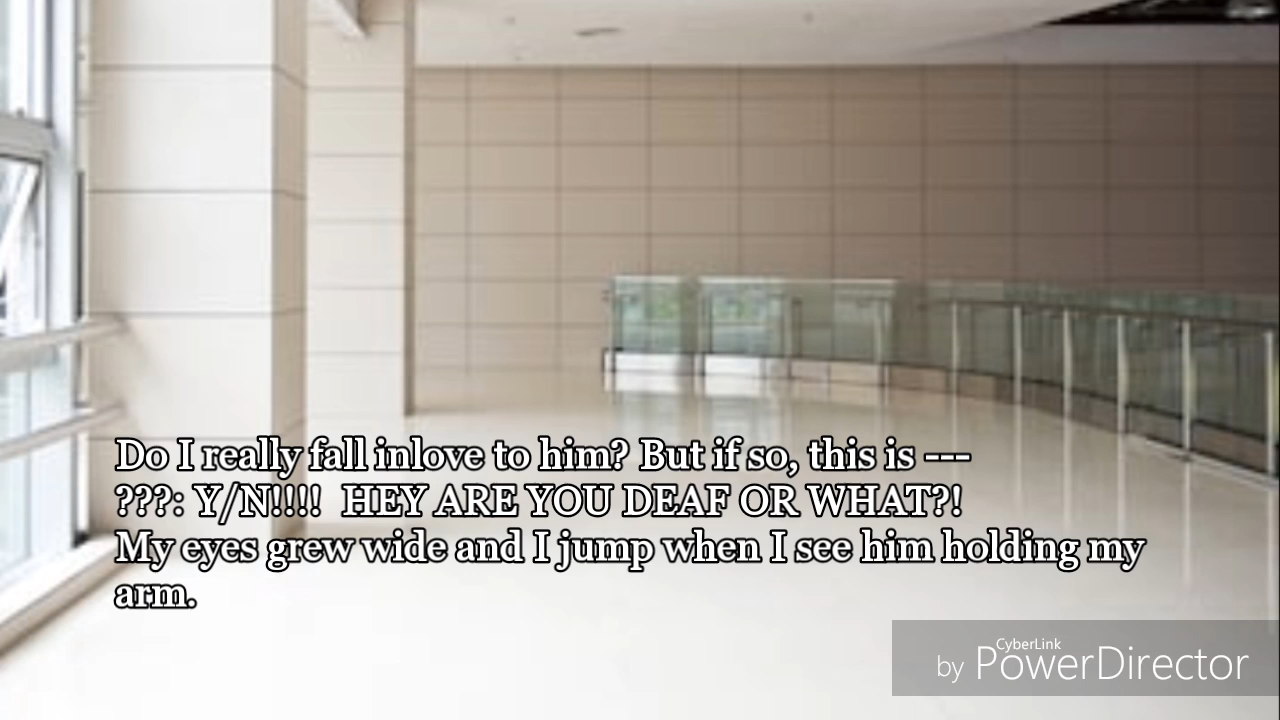 Do I really fall inlove to him? But if so, this is ---
???: Y/N!!!!  HEY ARE YOU DEAF OR WHAT?!
My eyes grew wide and I jump when I see him holding my
arm.
CyberLink
by PowerDirector